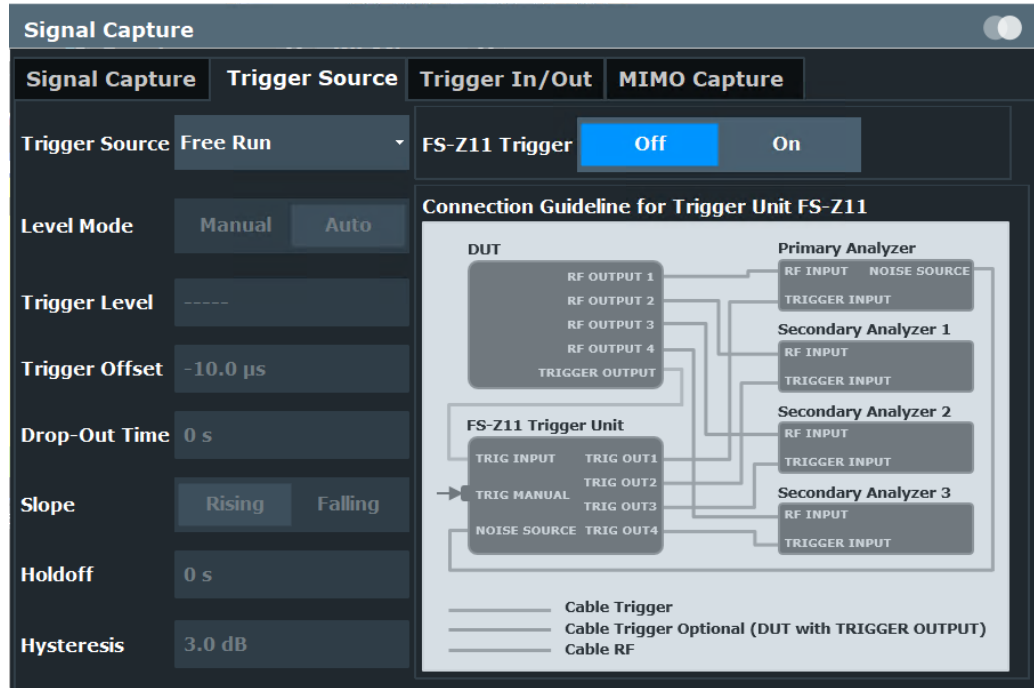 Signal Capture
Signal Capture Trigger Source Trigger In/Out MIMO Capture
Trigger Source Free Run
Level Mode Manual Auto
Trigger Level -----
Trigger Offset -10.0 µs
Drop-Out Time 0 s
Slope Rising Falling
Holdoff 0 s
Hysteresis 3.0 dB
FS-Z11 Trigger Off On
Connection Guideline for Trigger Unit FS-Z11
DUT
RF OUTPUT 1
RF OUTPUT 2
RF OUTPUT 3
RF OUTPUT 4
TRIGGER OUTPUT
FS-Z11 Trigger Unit
TRIG INPUT TRIG OUT1
TRIG OUT2
TRIG MANUAL
TRIG OUT3
NOISE SOURCE TRIG OUT4
Primary Analyzer
RF INPUT NOISE SOURCE
TRIGGER INPUT
Secondary Analyzer 1
RF INPUT
TRIGGER INPUT
Secondary Analyzer 2
RF INPUT
TRIGGER INPUT
Secondary Analyzer 3
RF INPUT
TRIGGER INPUT
Cable Trigger
Cable Trigger Optional (DUT with TRIGGER OUTPUT)
Cable RF